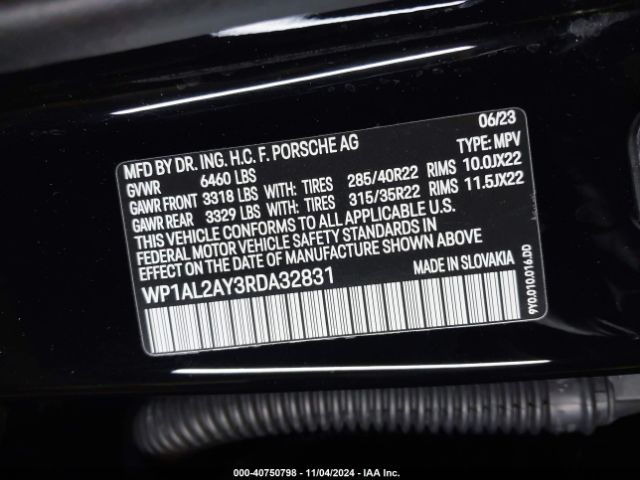 06/23
MFD BY DR. ING. H.C. F. PORSCHE AG TYPE: MPV
GVWR 6460 LBS
GAWR FRONT 3318 LBS WITH: TIRES 285/40R22 RIMS 10.0JX22
GAWR REAR 3329 LBS WITH: TIRES 315/35R22 RIMS 11.5JX22
THIS VEHICLE CONFORMS TO ALL APPLICABLE U.S.
FEDERAL MOTOR VEHICLE SAFETY STANDARDS IN
EFFECT ON THE DATE OF MANUFACTURE SHOWN ABOVE
WP1AL2AY3RDA32831 MADE IN SLOVAKIA
9Y0.010.016.DD
000-40750798 - 11/04/2024 - IAA Inc.